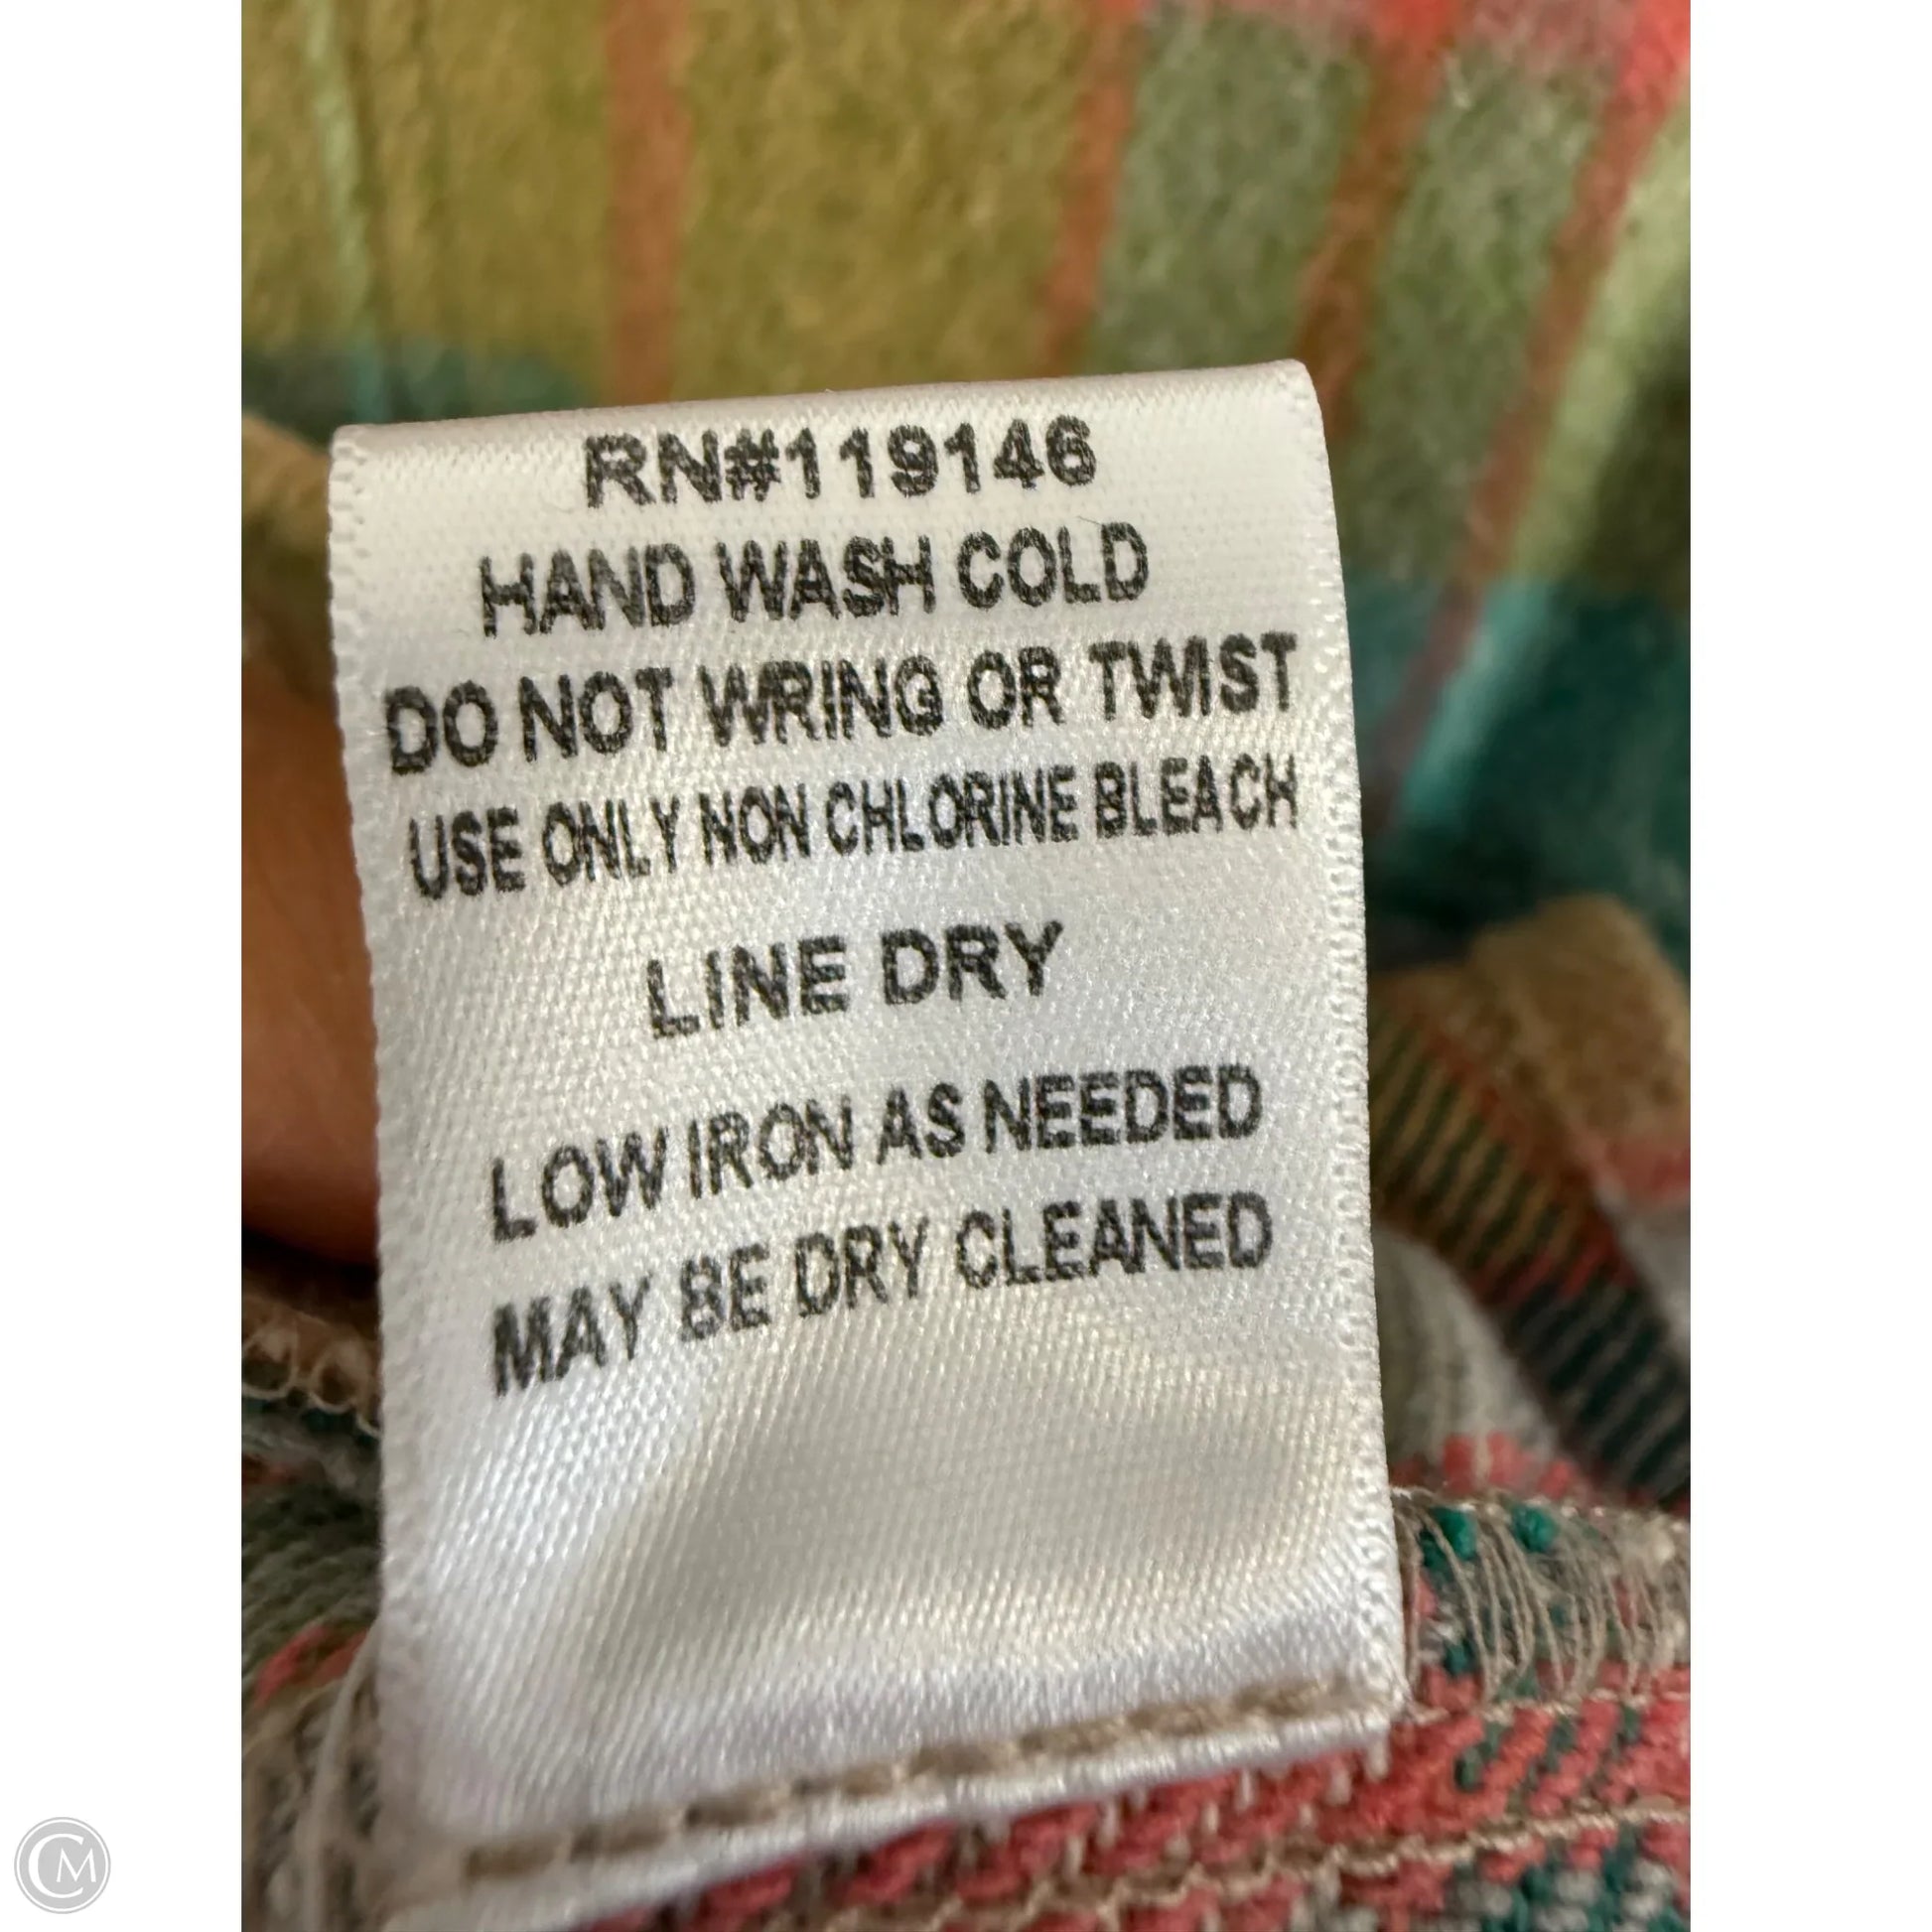 RN#119146
HAND WASH COLD
DO NOT WRING OR TWIST
USE ONLY NON CHLORINE BLEACH
LINE DRY
LOW IRON AS NEEDED
MAY BE DRY CLEANED
CM